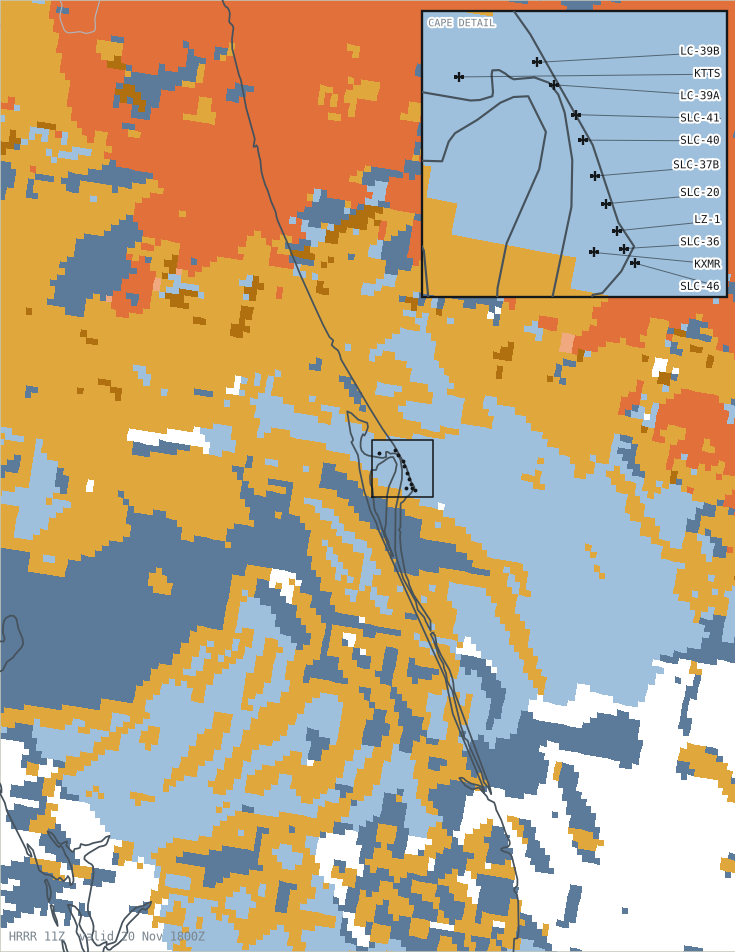 CAPE DETAIL
LC-39B
KTTS
LC-39A
SLC-41
SLC-40
SLC-37B
SLC-20
LZ-1
SLC-36
KXMR
SLC-46
HRRR 11Z valid 20 Nov 1800Z